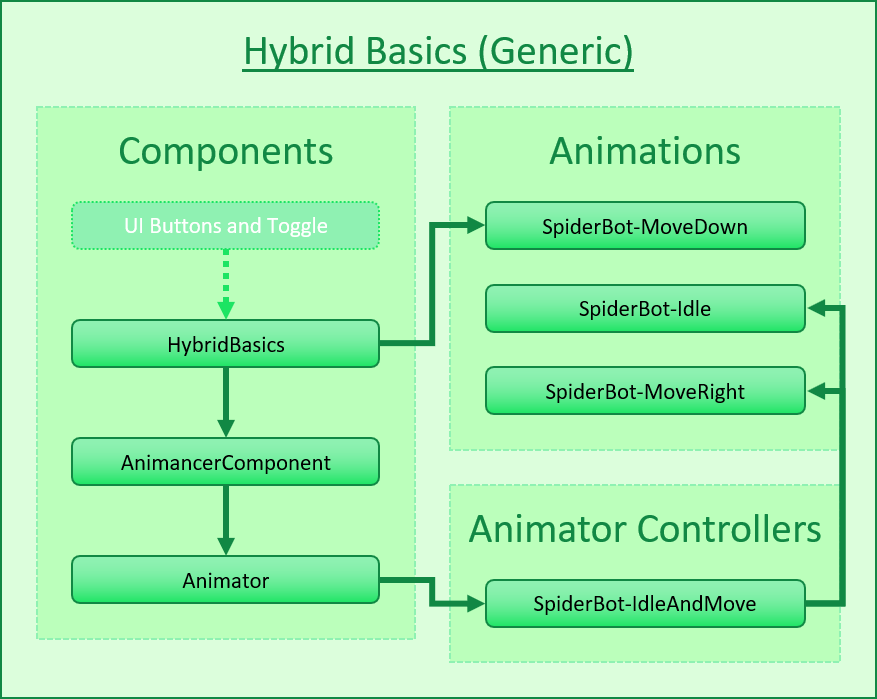 Hybrid Basics (Generic)
Components
UI Buttons and Toggle
HybridBasics
AnimancerComponent
Animator
Animations
SpiderBot-MoveDown
SpiderBot-Idle
SpiderBot-MoveRight
Animator Controllers
SpiderBot-IdleAndMove